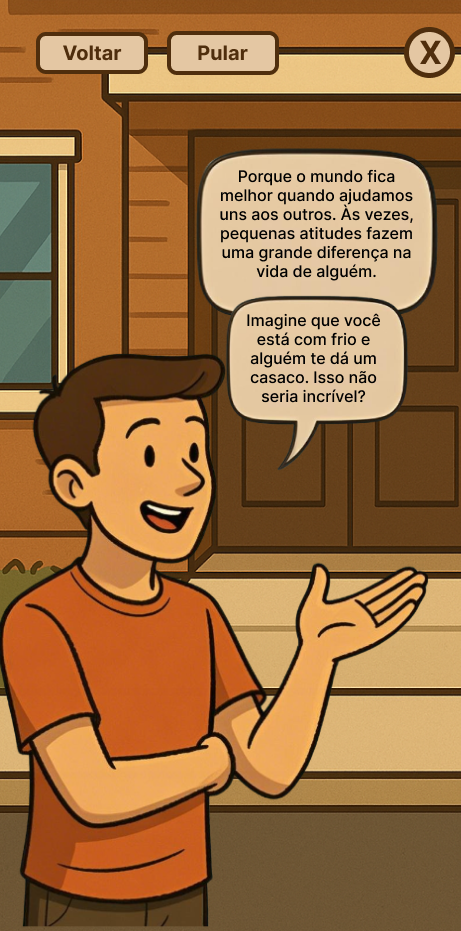 Voltar
Pular
X
Porque o mundo fica
melhor quando ajudamos
uns aos outros. Às vezes,
pequenas atitudes fazem
uma grande diferença na
vida de alguém.
Imagine que você
está com frio e
alguém te dá um
casaco. Isso não
seria incrível?